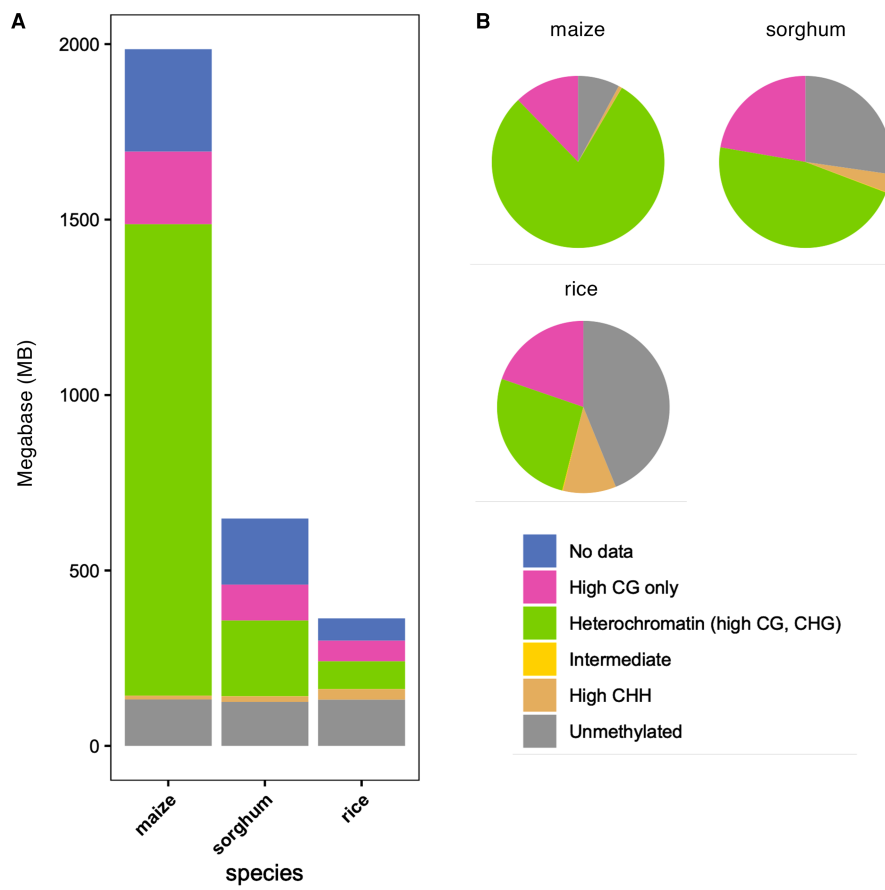 A
2000
1500
1000
500
0
Megabase (MB)
maize
sorghum
rice
species
B
maize
sorghum
rice
No data
High CG only
Heterochromatin (high CG, CHG)
Intermediate
High CHH
Unmethylated